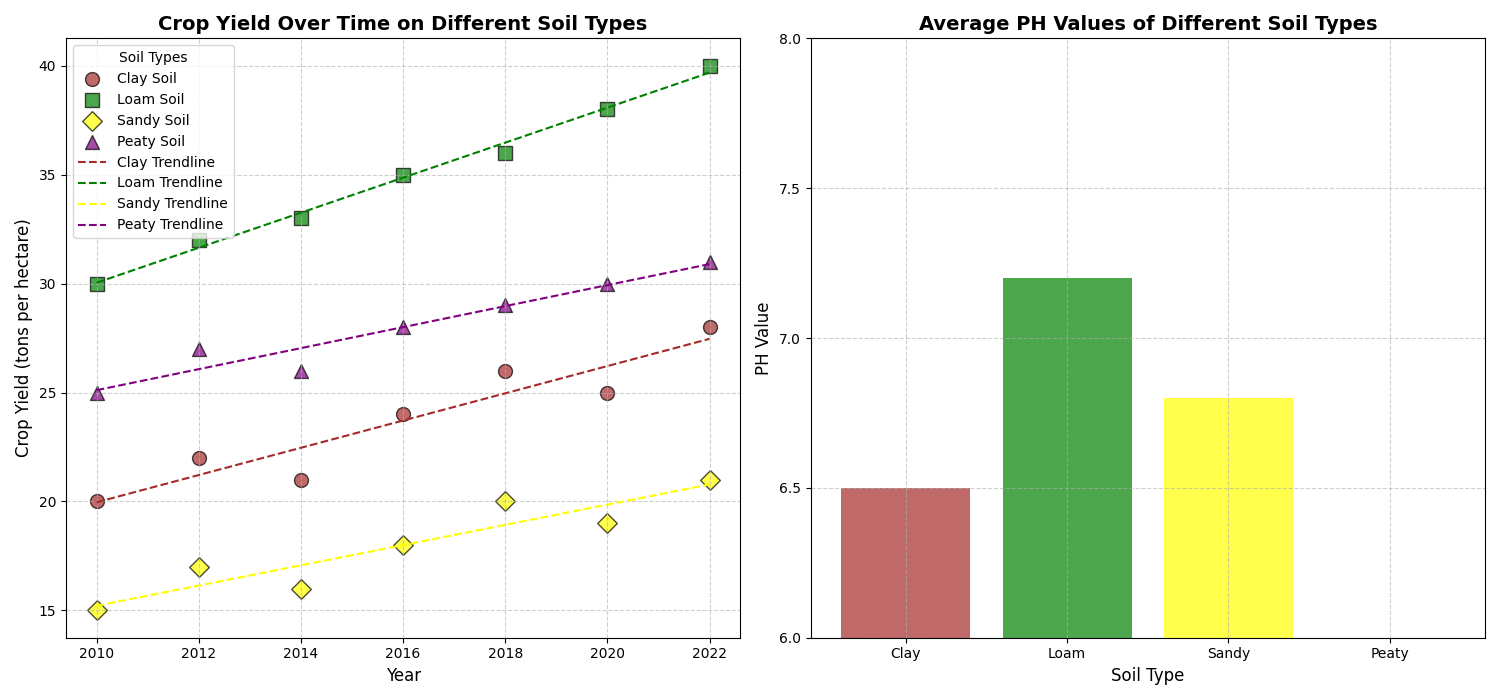 Crop Yield Over Time on Different Soil Types
Crop Yield (tons per hectare)
40
35
30
25
20
15
Soil Types
Clay Soil
Loam Soil
Sandy Soil
Peaty Soil
Clay Trendline
Loam Trendline
Sandy Trendline
Peaty Trendline
2010 2012 2014 2016 2018 2020 2022
Year
Average PH Values of Different Soil Types
PH Value
8.0
7.5
7.0
6.5
6.0
Clay Loam Sandy Peaty
Soil Type